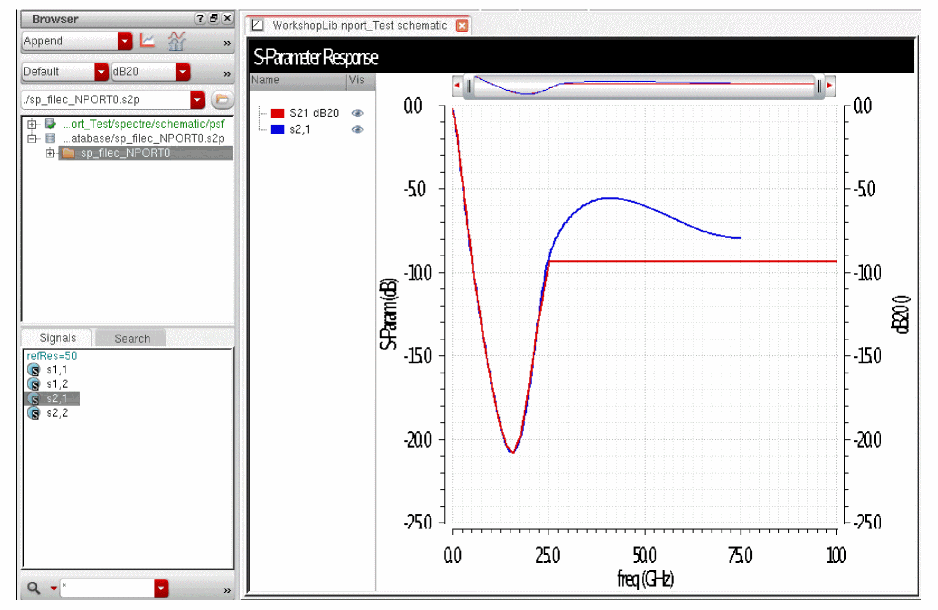 Browser
Append
»
Default
dB20
»
./sp_filec_NPORT0.s2p
...ort_Test/spectre/schematic/psf
...atabase/sp_filec_NPORT0.s2p
sp_filec_NPORT0
Signals
Search
refRes=50
s1,1
s1,2
s2,1
s2,2
*
»
WorkshopLib nport_Test schematic
S-Parameter Response
Name
Vis
S21 dB20
s2,1
0.0
-5.0
-10.0
-15.0
-20.0
-25.0
S-Param (dB)
0.0
-5.0
-10.0
-15.0
-20.0
-25.0
dB20 ()
0.0
25.0
50.0
75.0
100
freq (GHz)